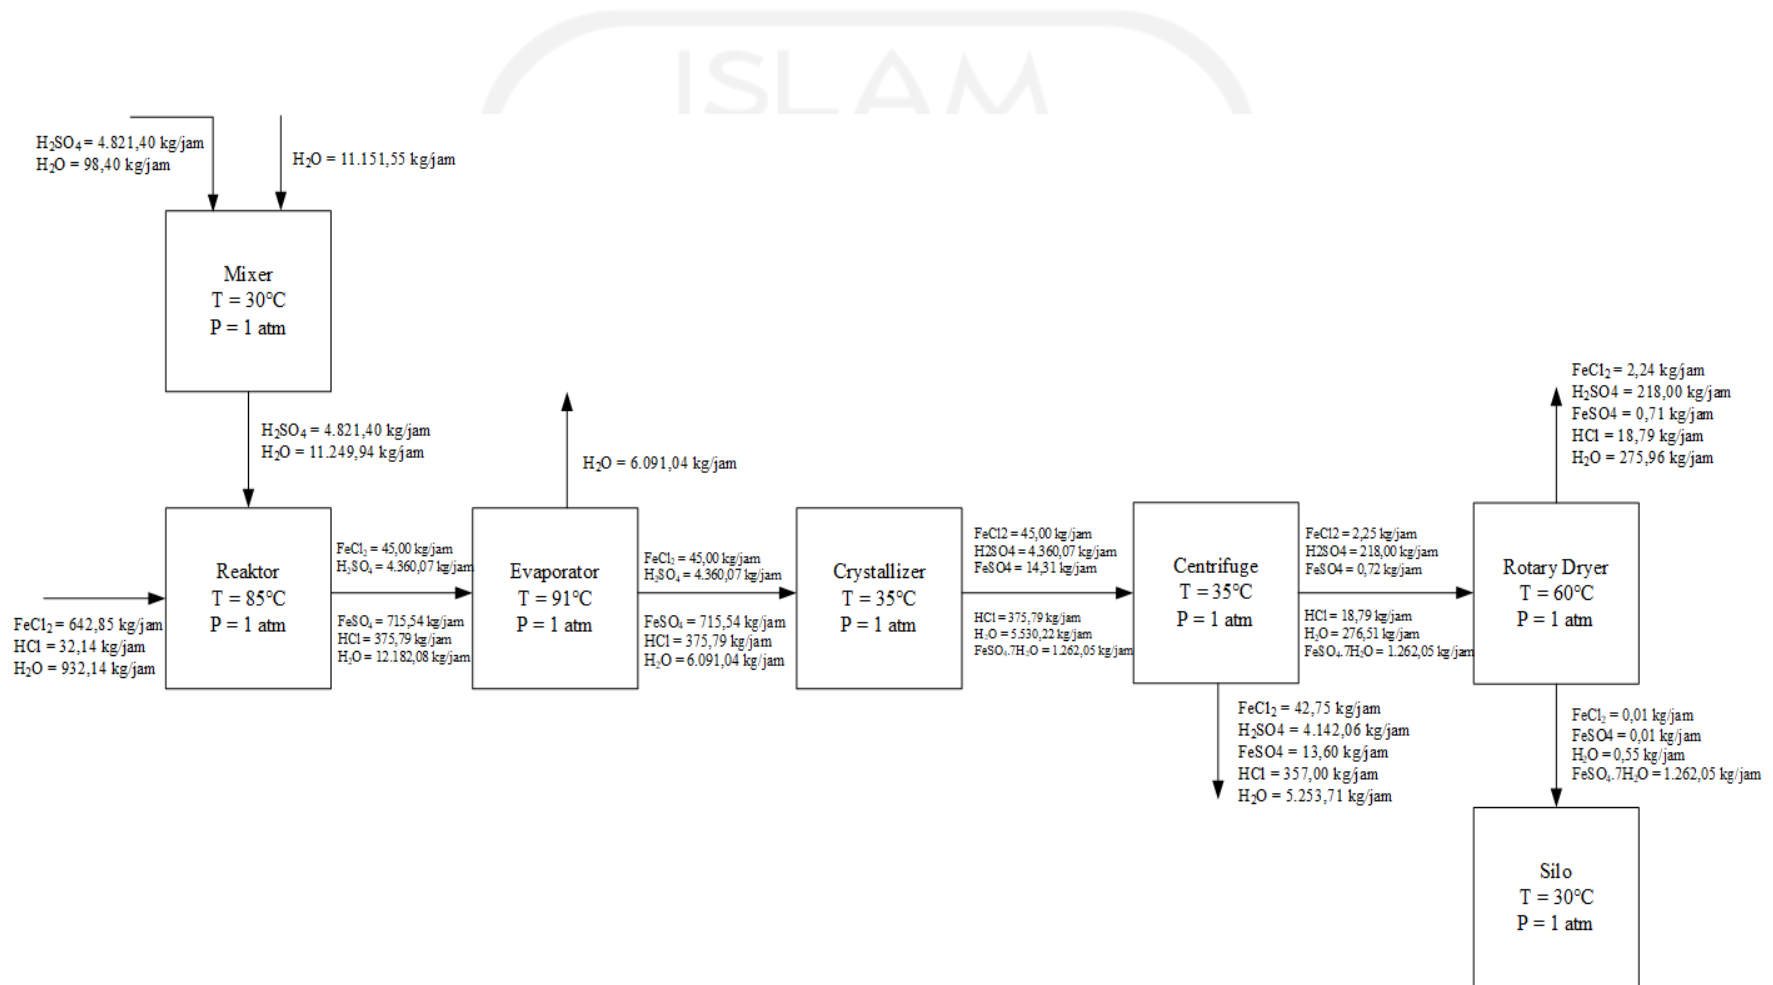 ISLAM
H₂SO₄ = 4.821,40 kg/jam
H₂O = 98,40 kg/jam
H₂O = 11.151,55 kg/jam
Mixer
T = 30°C
P = 1 atm
H₂SO₄ = 4.821,40 kg/jam
H₂O = 11.249,94 kg/jam
FeCl₂ = 642,85 kg/jam
HCl = 32,14 kg/jam
H₂O = 932,14 kg/jam
Reaktor
T = 85°C
P = 1 atm
FeCl₂ = 45,00 kg/jam
H₂SO₄ = 4.360,07 kg/jam
FeSO₄ = 715,54 kg/jam
HCl = 375,79 kg/jam
H₂O = 12.182,08 kg/jam
Evaporator
T = 91°C
P = 1 atm
H₂O = 6.091,04 kg/jam
FeCl₂ = 45,00 kg/jam
H₂SO₄ = 4.360,07 kg/jam
FeSO₄ = 715,54 kg/jam
HCl = 375,79 kg/jam
H₂O = 6.091,04 kg/jam
Crystallizer
T = 35°C
P = 1 atm
FeCl2 = 45,00 kg/jam
H2SO4 = 4.360,07 kg/jam
FeSO4 = 14,31 kg/jam
HCl = 375,79 kg/jam
H₂O = 5.530,22 kg/jam
FeSO₄.7H₂O = 1.262,05 kg/jam
Centrifuge
T = 35°C
P = 1 atm
FeCl₂ = 42,75 kg/jam
H₂SO4 = 4.142,06 kg/jam
FeSO4 = 13,60 kg/jam
HCl = 357,00 kg/jam
H₂O = 5.253,71 kg/jam
FeCl2 = 2,25 kg/jam
H2SO4 = 218,00 kg/jam
FeSO4 = 0,72 kg/jam
HCl = 18,79 kg/jam
H₂O = 276,51 kg/jam
FeSO₄.7H₂O = 1.262,05 kg/jam
Rotary Dryer
T = 60°C
P = 1 atm
FeCl₂ = 2,24 kg/jam
H₂SO4 = 218,00 kg/jam
FeSO4 = 0,71 kg/jam
HCl = 18,79 kg/jam
H₂O = 275,96 kg/jam
FeCl₂ = 0,01 kg/jam
FeSO4 = 0,01 kg/jam
H₂O = 0,55 kg/jam
FeSO₄.7H₂O = 1.262,05 kg/jam
Silo
T = 30°C
P = 1 atm